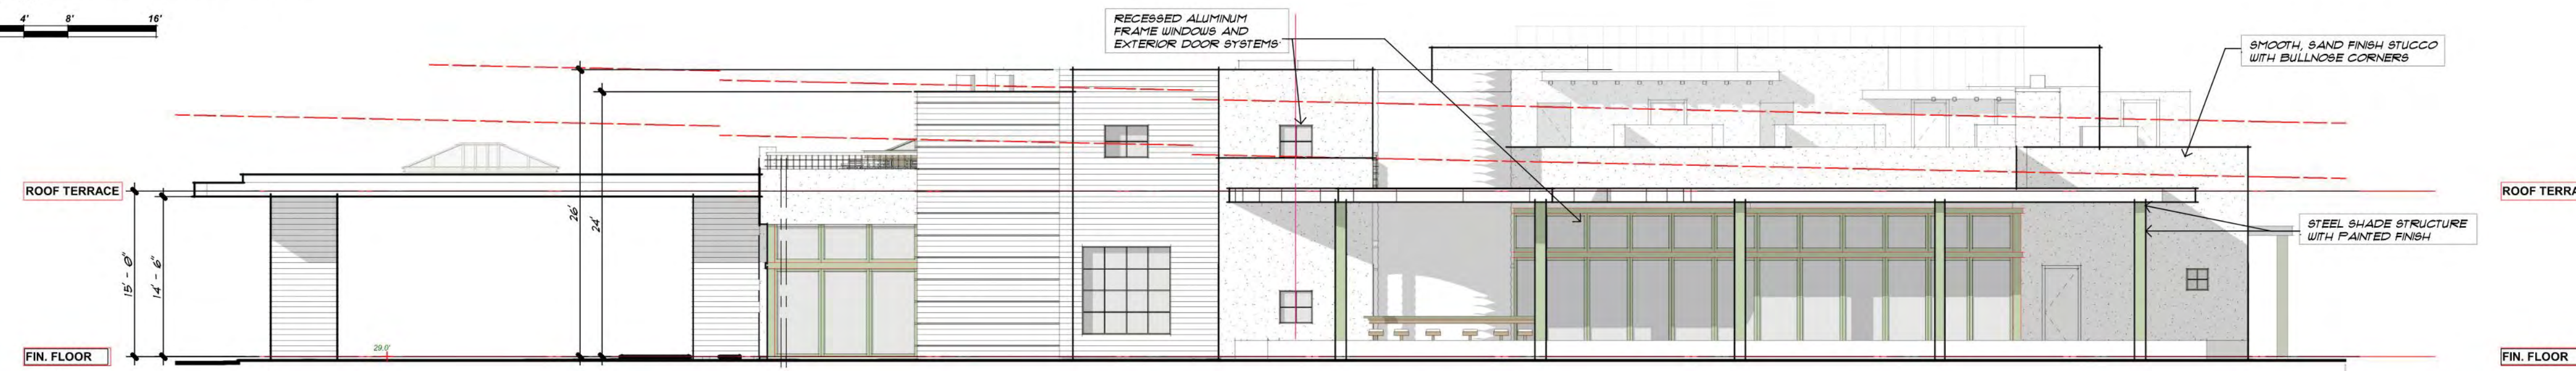 4' 8' 16'
RECESSED ALUMINUM
FRAME WINDOWS AND
EXTERIOR DOOR SYSTEMS
SMOOTH, SAND FINISH STUCCO
WITH BULLNOSE CORNERS
ROOF TERRACE
ROOF TERRA
26'
24'
15' - 0"
14' - 6"
STEEL SHADE STRUCTURE
WITH PAINTED FINISH
29.0'
FIN. FLOOR
FIN. FLOOR